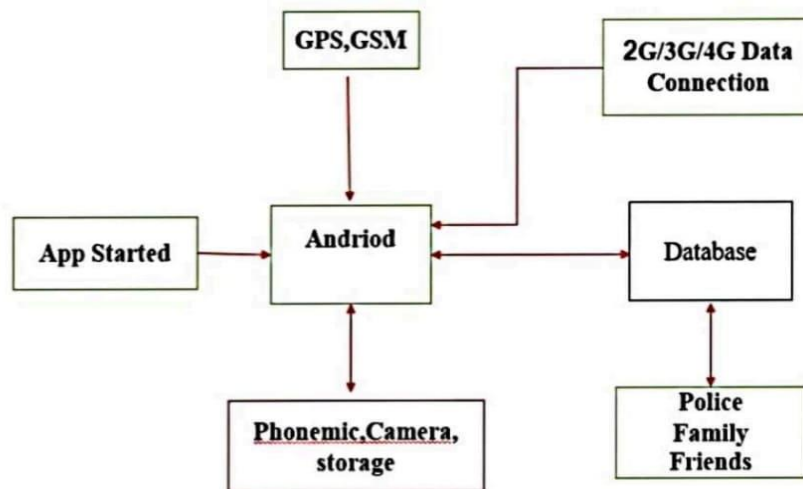 GPS,GSM
2G/3G/4G Data
Connection
App Started
Andriod
Database
Phonemic,Camera,
storage
Police
Family
Friends